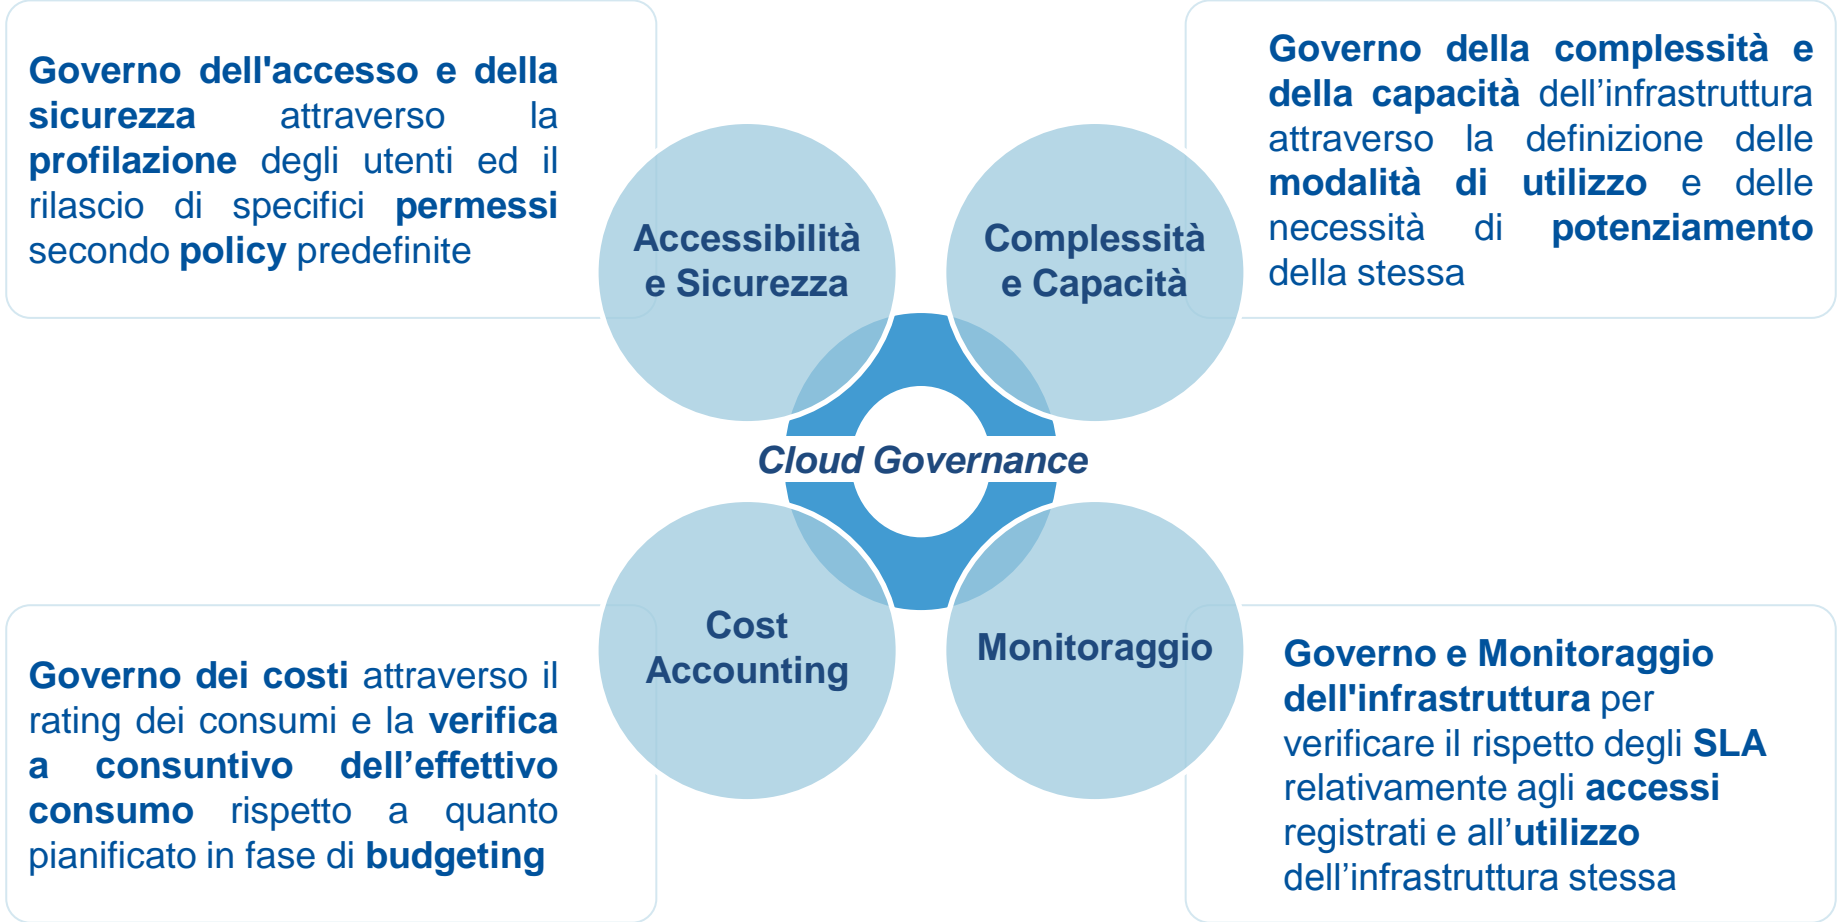 Governo dell'accesso e della
sicurezza attraverso la
profilazione degli utenti ed il
rilascio di specifici permessi
secondo policy predefinite
Accessibilità
e Sicurezza
Complessità
e Capacità
Governo della complessità e
della capacità dell’infrastruttura
attraverso la definizione delle
modalità di utilizzo e delle
necessità di potenziamento
della stessa
Cloud Governance
Governo dei costi attraverso il
rating dei consumi e la verifica
a consuntivo dell’effettivo
consumo rispetto a quanto
pianificato in fase di budgeting
Cost
Accounting
Monitoraggio
Governo e Monitoraggio
dell'infrastruttura per
verificare il rispetto degli SLA
relativamente agli accessi
registrati e all’utilizzo
dell’infrastruttura stessa